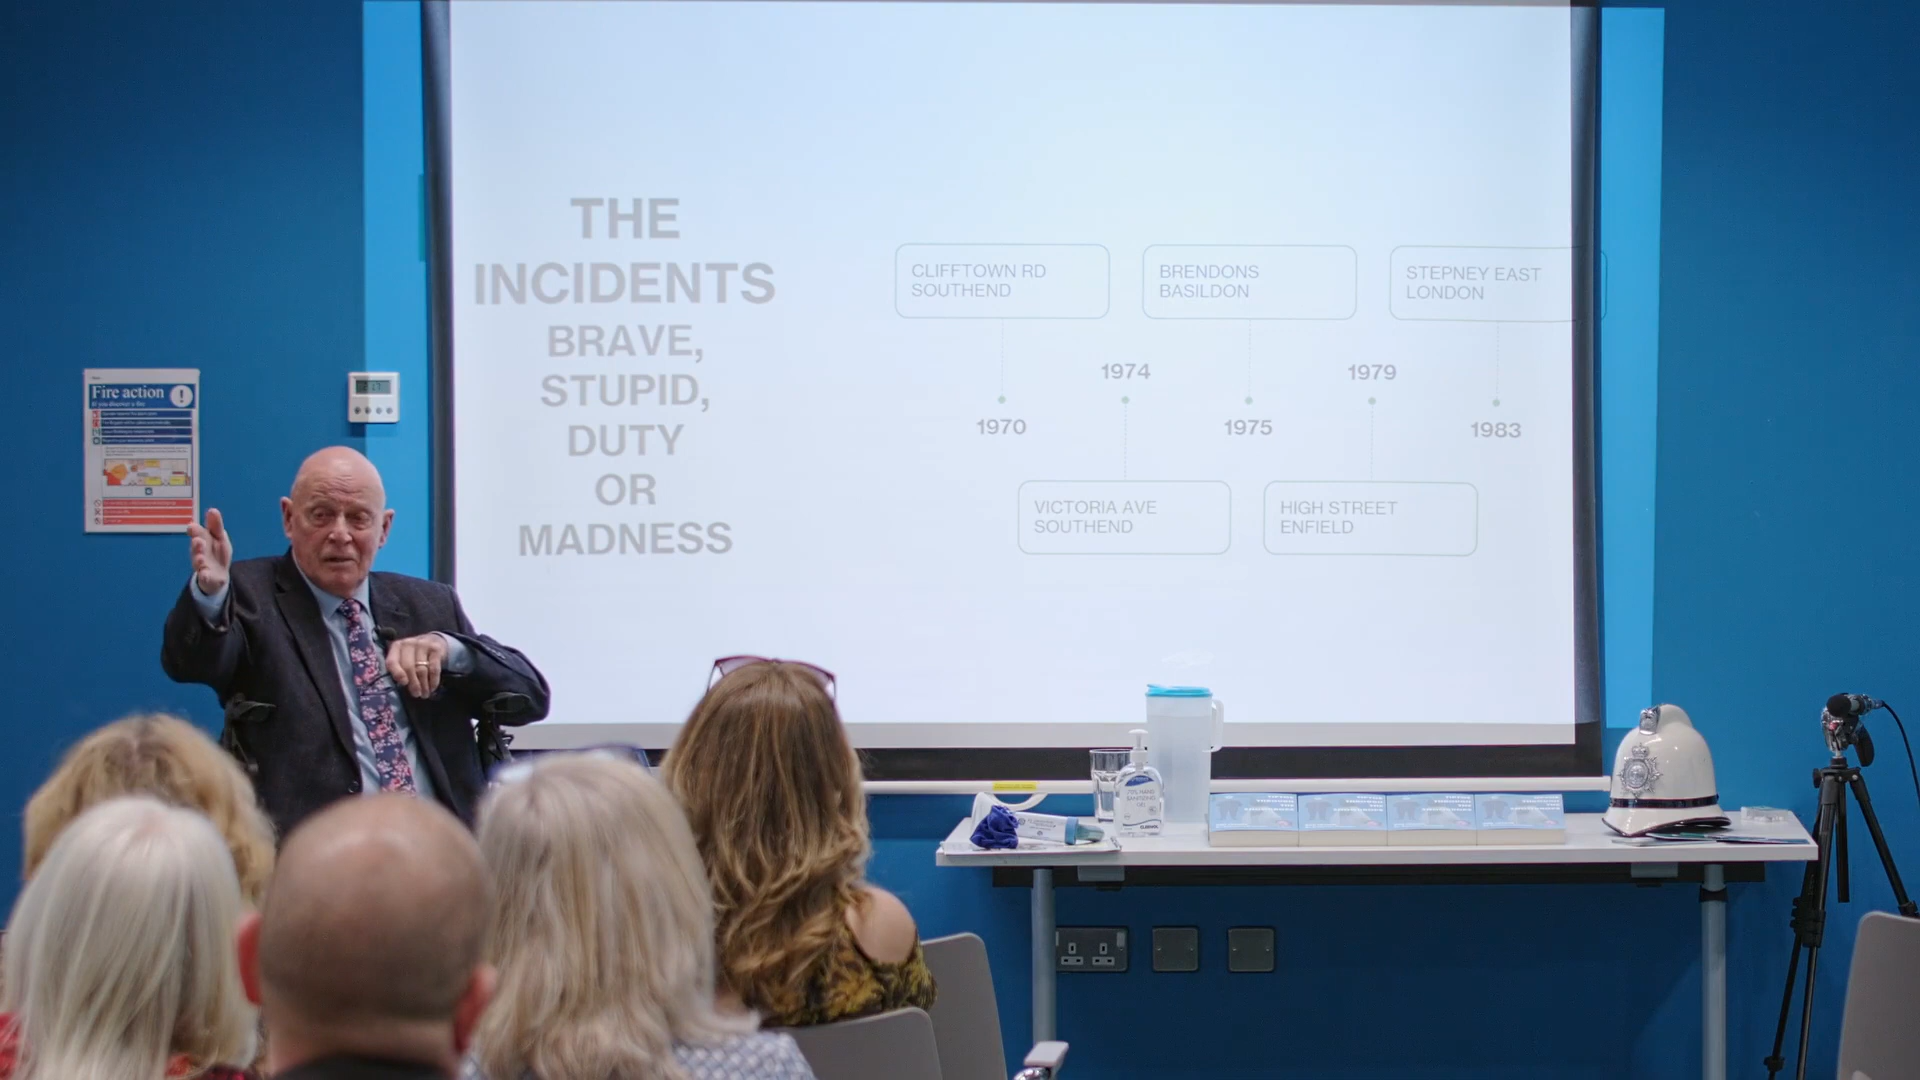 THE
INCIDENTS
BRAVE,
STUPID,
DUTY
OR
MADNESS
CLIFFTOWN RD
SOUTHEND
BRENDONS
BASILDON
STEPNEY EAST
LONDON
1974
1979
1970
1975
1983
VICTORIA AVE
SOUTHEND
HIGH STREET
ENFIELD
Fire action